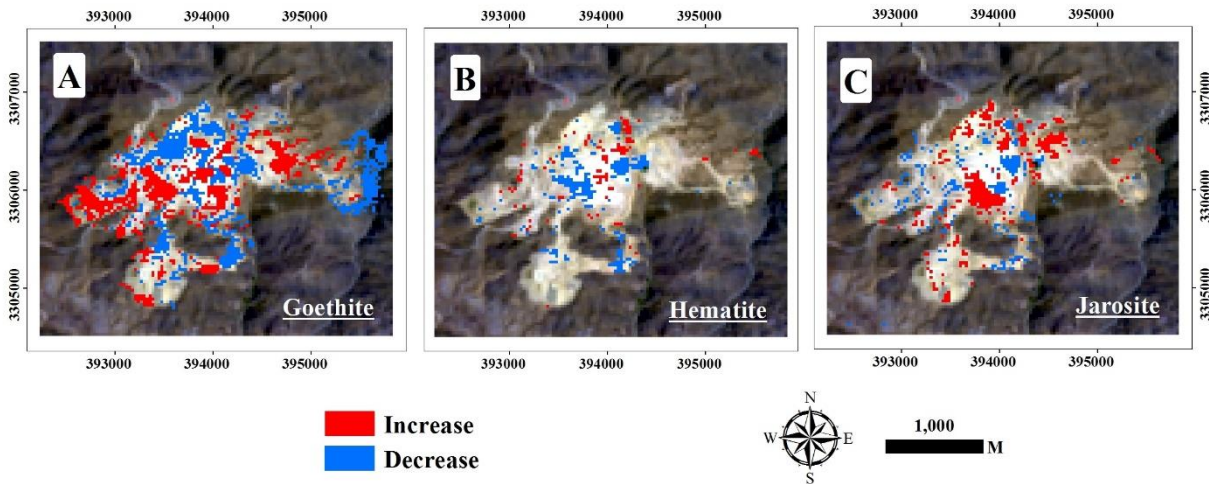 393000 394000 395000 393000 394000 395000 393000 394000 395000
A B C
3307000 3307000
3306000 3306000
3305000 3305000
Goethite Hematite Jarosite
393000 394000 395000 393000 394000 395000 393000 394000 395000
Increase
Decrease
N
W E
S
1,000
M